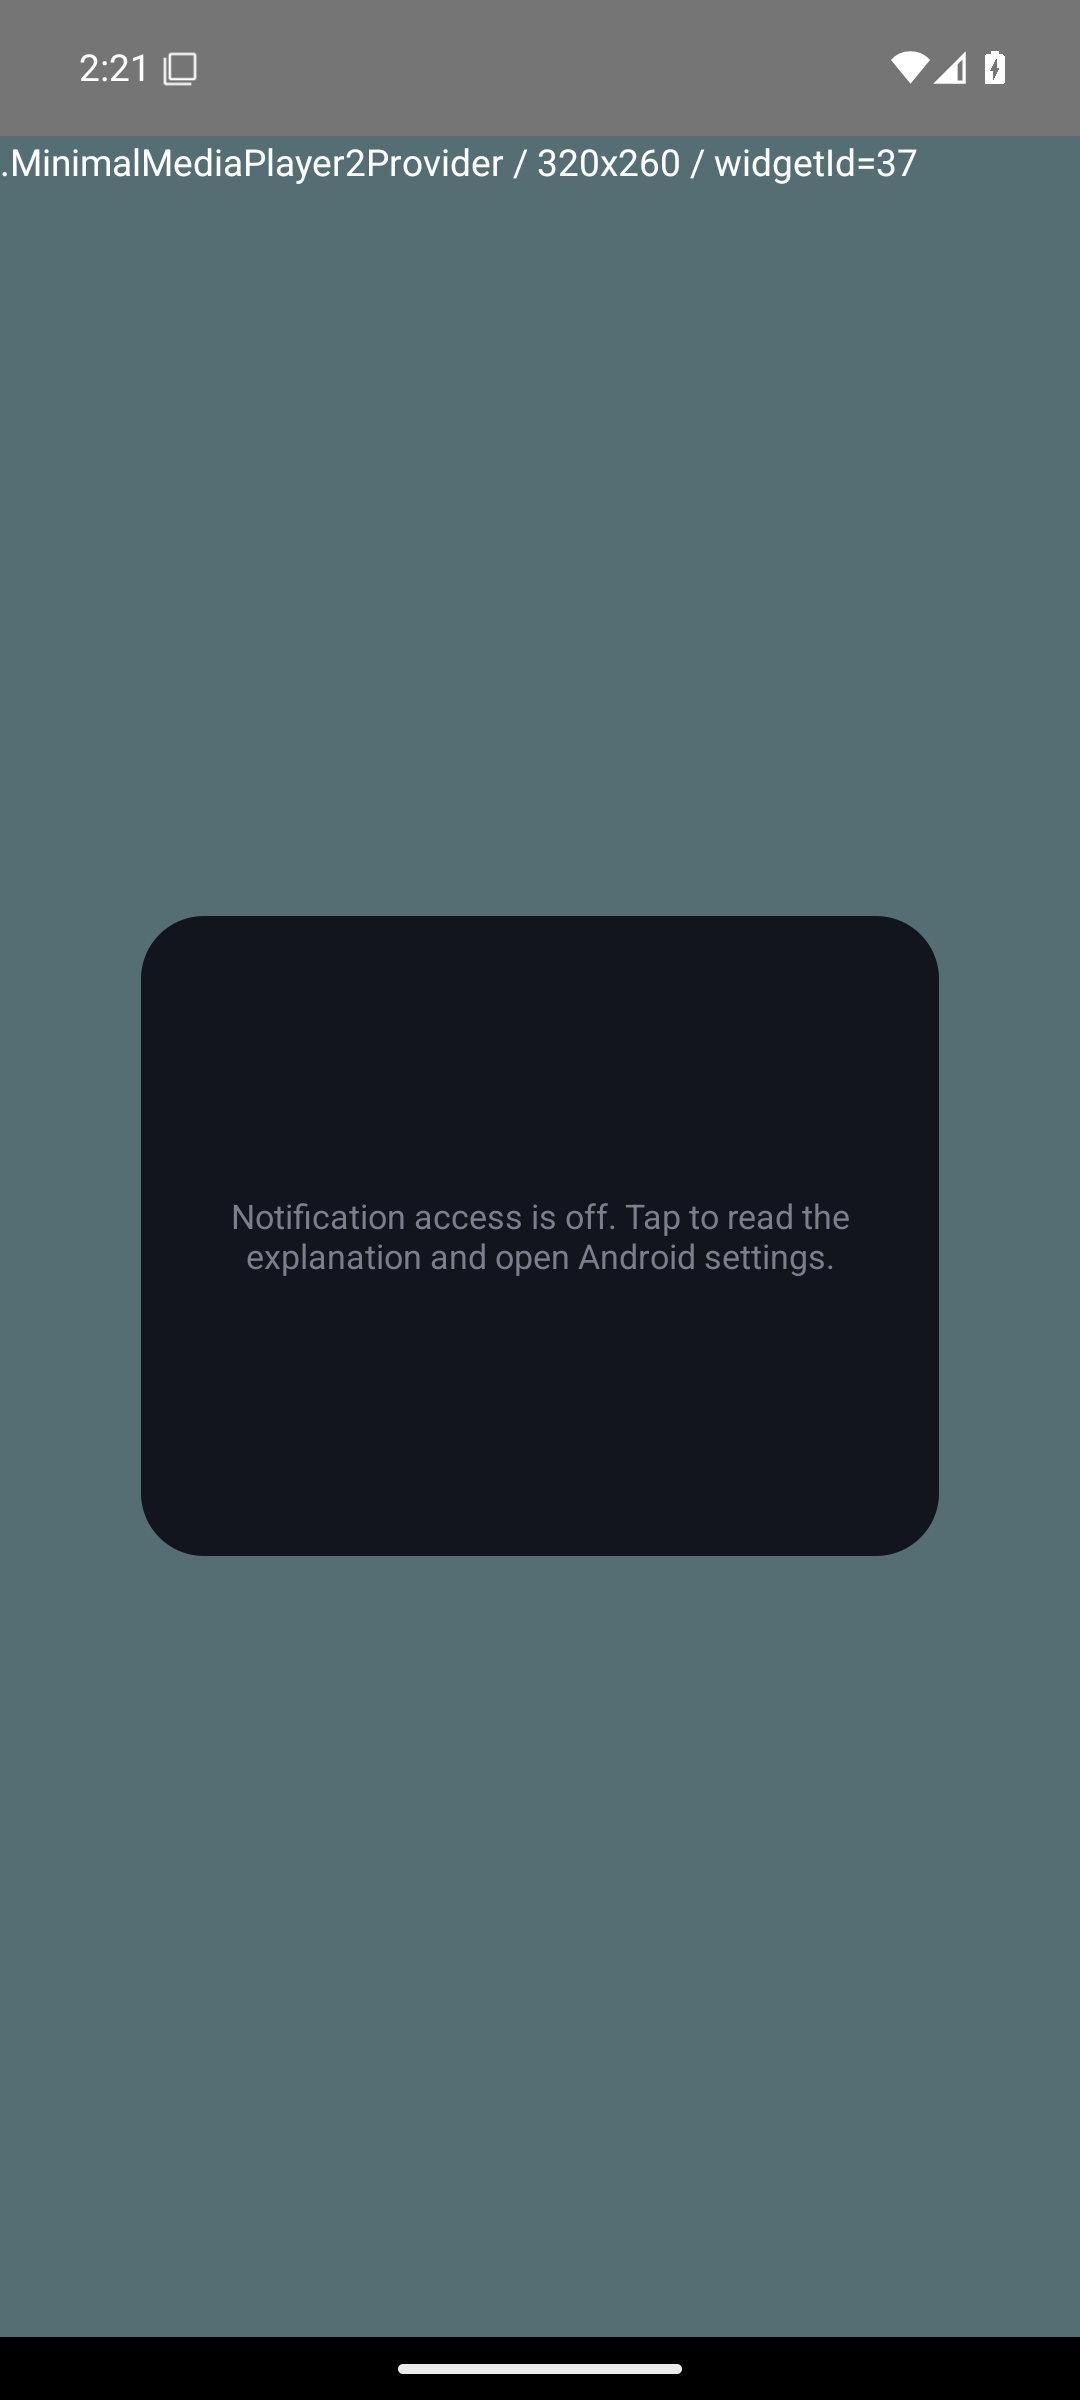 2:21
.MinimalMediaPlayer2Provider / 320x260 / widgetId=37
Notification access is off. Tap to read the
explanation and open Android settings.